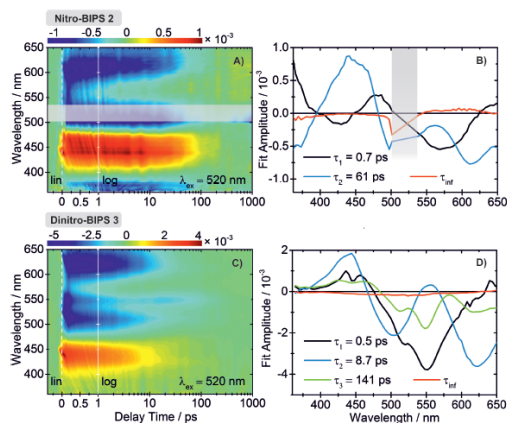 Nitro-BIPS 2
-1 0 1 × 10⁻³
650
600
550
500
450
400
Wavelength / nm
A)
lin
log
λex = 520 nm
0 0.5 1 10 100 1000
B)
1.0
0.5
0.0
-0.5
-1.0
Fit Amplitude / 10⁻³
τ₁ = 0.7 ps
τ₂ = 61 ps
τinf
400 450 500 550 600 650
Dinitro-BIPS 3
-5 -2.5 0 2 4 × 10⁻³
650
600
550
500
450
400
Wavelength / nm
C)
lin
log
λex = 520 nm
0 0.5 1 10 100 1000
Delay Time / ps
D)
2
0
-2
-4
Fit Amplitude / 10⁻³
τ₁ = 0.5 ps
τ₂ = 8.7 ps
τ₃ = 141 ps
τinf
400 450 500 550 600 650
Wavelength / nm